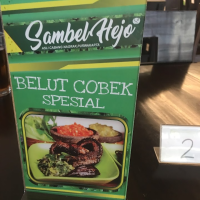 Sambel Hejo
BELUT COBEK
SPESIAL
2